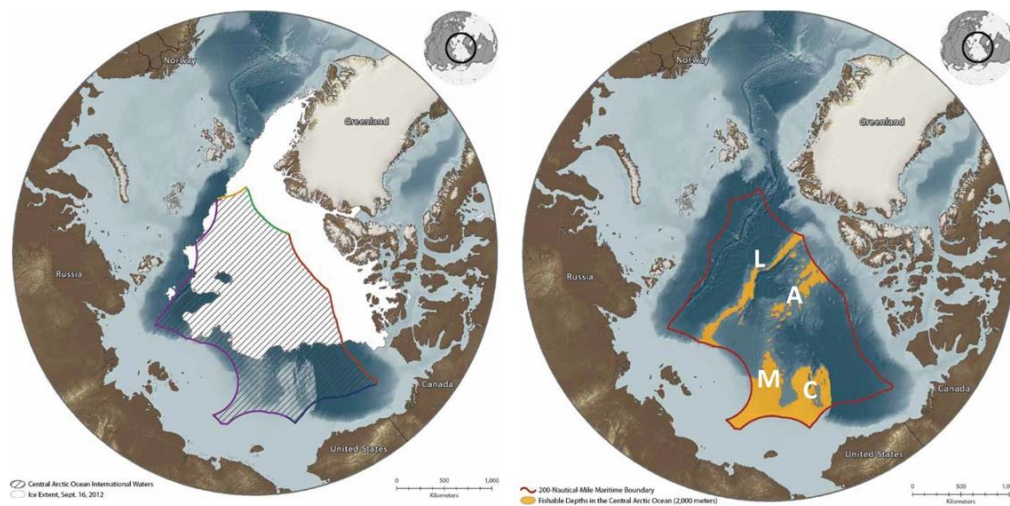 Norway
Greenland
Russia
Canada
United States
Central Arctic Ocean International Waters
Ice Extent, Sept. 16, 2012
0 500 1,000
Kilometers
Norway
Greenland
L
A
Russia
M
C
Canada
United States
200-Nautical-Mile Maritime Boundary
Fishable Depths in the Central Arctic Ocean (2,000 meters)
0 500
Kilometers